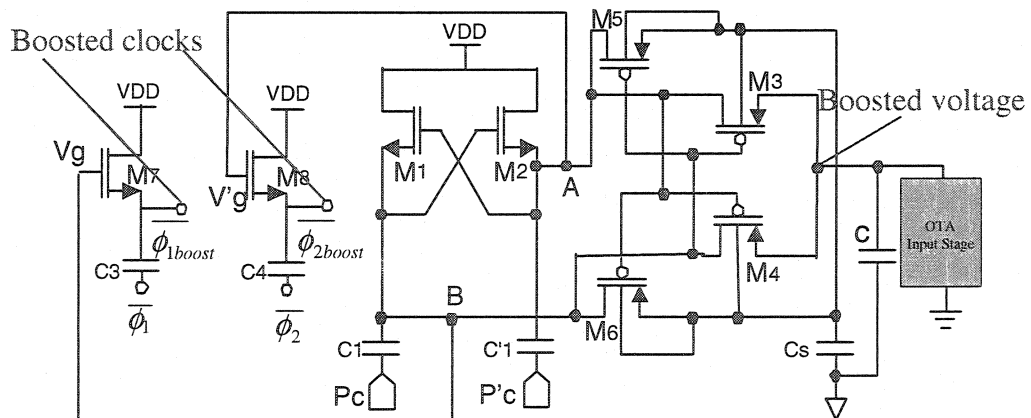 Boosted clocks
VDD
VDD
VDD
M5
M3
Boosted voltage
Vg
M7
V'g
M8
M1
M2
A
ϕ̅1boost
ϕ̅2boost
C3
C4
ϕ̅1
ϕ̅2
B
M4
M6
C
OTA
Input Stage
C1
C'1
Cs
Pc
P'c